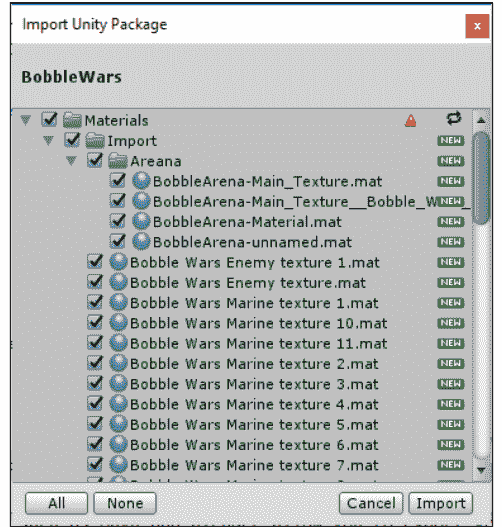 Import Unity Package x
BobbleWars
Materials
Import NEW
Areana NEW
BobbleArena-Main_Texture.mat NEW
BobbleArena-Main_Texture__Bobble_W NEW
BobbleArena-Material.mat NEW
BobbleArena-unnamed.mat NEW
Bobble Wars Enemy texture 1.mat NEW
Bobble Wars Enemy texture.mat NEW
Bobble Wars Marine texture 1.mat NEW
Bobble Wars Marine texture 10.mat NEW
Bobble Wars Marine texture 11.mat NEW
Bobble Wars Marine texture 2.mat NEW
Bobble Wars Marine texture 3.mat NEW
Bobble Wars Marine texture 4.mat NEW
Bobble Wars Marine texture 5.mat NEW
Bobble Wars Marine texture 6.mat NEW
Bobble Wars Marine texture 7.mat NEW
All None Cancel Import